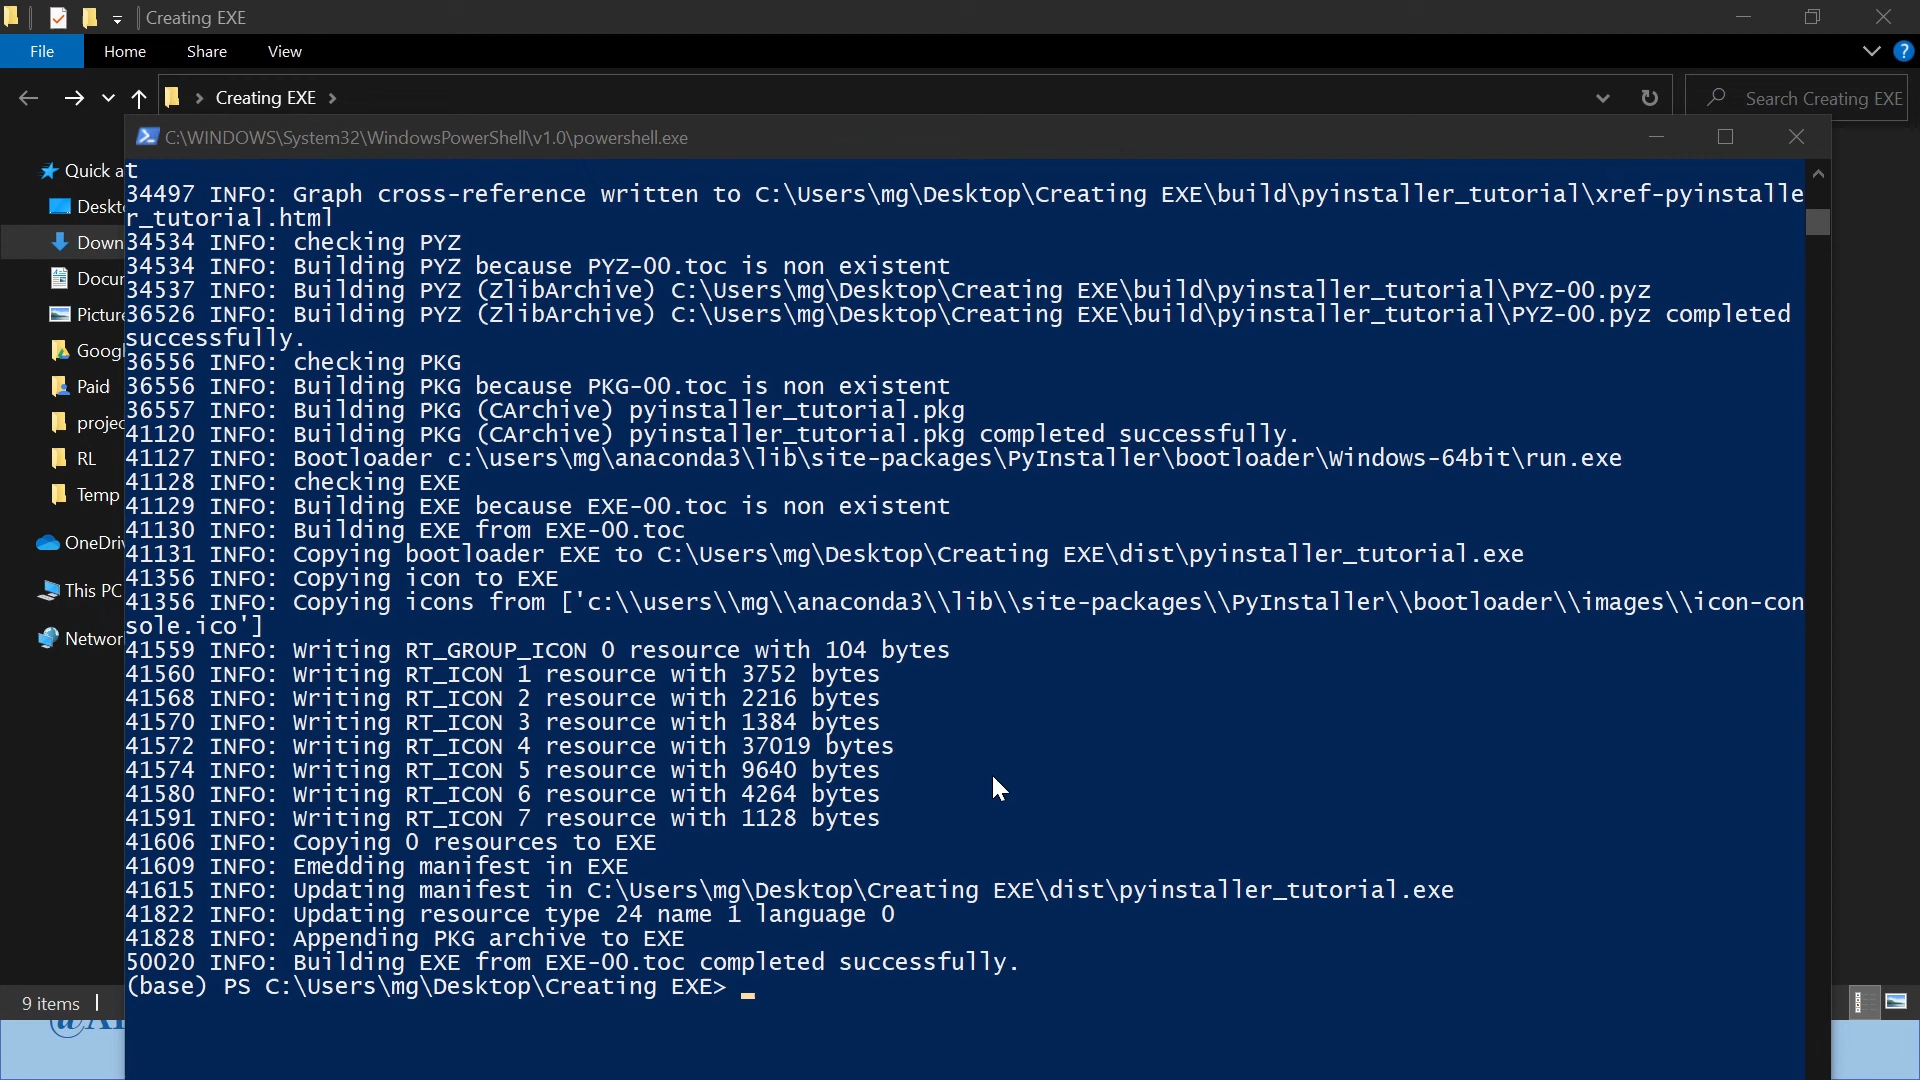 Creating EXE
File Home Share View
Creating EXE
Search Creating EXE
C:\WINDOWS\System32\WindowsPowerShell\v1.0\powershell.exe
Quick a
Deskt
Down
Docur
Picture
Googl
Paid
projec
RL
Temp
OneDri
This PC
Networ
t
34497 INFO: Graph cross-reference written to C:\Users\mg\Desktop\Creating EXE\build\pyinstaller_tutorial\xref-pyinstalle
r_tutorial.html
34534 INFO: checking PYZ
34534 INFO: Building PYZ because PYZ-00.toc is non existent
34537 INFO: Building PYZ (ZlibArchive) C:\Users\mg\Desktop\Creating EXE\build\pyinstaller_tutorial\PYZ-00.pyz
36526 INFO: Building PYZ (ZlibArchive) C:\Users\mg\Desktop\Creating EXE\build\pyinstaller_tutorial\PYZ-00.pyz completed
successfully.
36556 INFO: checking PKG
36556 INFO: Building PKG because PKG-00.toc is non existent
36557 INFO: Building PKG (CArchive) pyinstaller_tutorial.pkg
41120 INFO: Building PKG (CArchive) pyinstaller_tutorial.pkg completed successfully.
41127 INFO: Bootloader c:\users\mg\anaconda3\lib\site-packages\PyInstaller\bootloader\Windows-64bit\run.exe
41128 INFO: checking EXE
41129 INFO: Building EXE because EXE-00.toc is non existent
41130 INFO: Building EXE from EXE-00.toc
41131 INFO: Copying bootloader EXE to C:\Users\mg\Desktop\Creating EXE\dist\pyinstaller_tutorial.exe
41356 INFO: Copying icon to EXE
41356 INFO: Copying icons from ['c:\\users\\mg\\anaconda3\\lib\\site-packages\\PyInstaller\\bootloader\\images\\icon-con
sole.ico']
41559 INFO: Writing RT_GROUP_ICON 0 resource with 104 bytes
41560 INFO: Writing RT_ICON 1 resource with 3752 bytes
41568 INFO: Writing RT_ICON 2 resource with 2216 bytes
41570 INFO: Writing RT_ICON 3 resource with 1384 bytes
41572 INFO: Writing RT_ICON 4 resource with 37019 bytes
41574 INFO: Writing RT_ICON 5 resource with 9640 bytes
41580 INFO: Writing RT_ICON 6 resource with 4264 bytes
41591 INFO: Writing RT_ICON 7 resource with 1128 bytes
41606 INFO: Copying 0 resources to EXE
41609 INFO: Emedding manifest in EXE
41615 INFO: Updating manifest in C:\Users\mg\Desktop\Creating EXE\dist\pyinstaller_tutorial.exe
41822 INFO: Updating resource type 24 name 1 language 0
41828 INFO: Appending PKG archive to EXE
50020 INFO: Building EXE from EXE-00.toc completed successfully.
(base) PS C:\Users\mg\Desktop\Creating EXE>
9 items